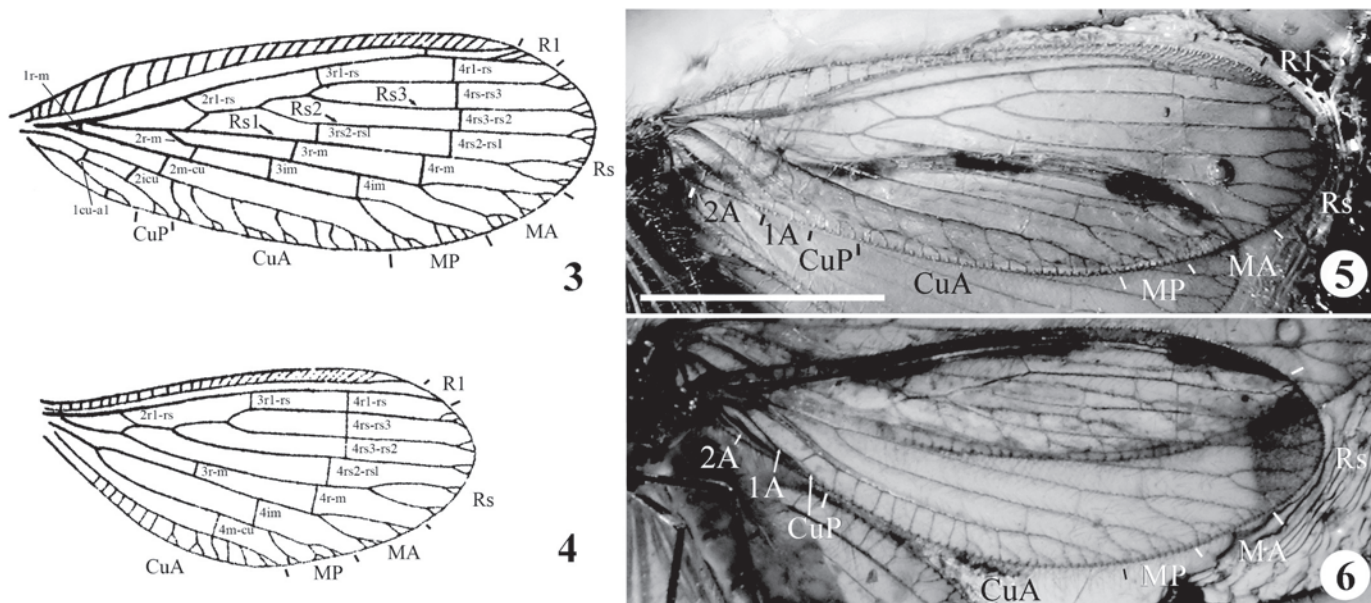 R1
1r-m
3r1-rs
4r1-rs
2r1-rs
Rs3
4rs-rs3
Rs2
Rs1
4rs3-rs2
3rs2-rs1
4rs2-rs1
2r-m
3r-m
4r-m
Rs
2m-cu
3im
4im
2icu
1cu-a1
CuP
CuA
MP
MA
3
R1
3r1-rs
4r1-rs
2r1-rs
4rs-rs3
4rs3-rs2
4rs2-rs1
3r-m
4r-m
Rs
4im
4m-cu
CuA
MP
MA
4
R1
Rs
2A
1A
CuP
CuA
MP
MA
5
Rs
2A
1A
CuP
CuA
MP
MA
6